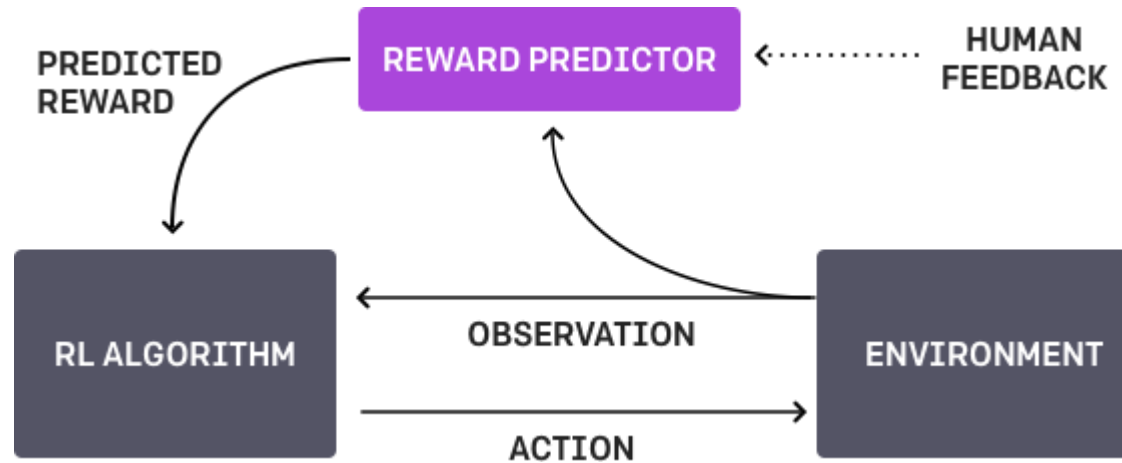 PREDICTED
REWARD
REWARD PREDICTOR
HUMAN
FEEDBACK
OBSERVATION
RL ALGORITHM
ENVIRONMENT
ACTION